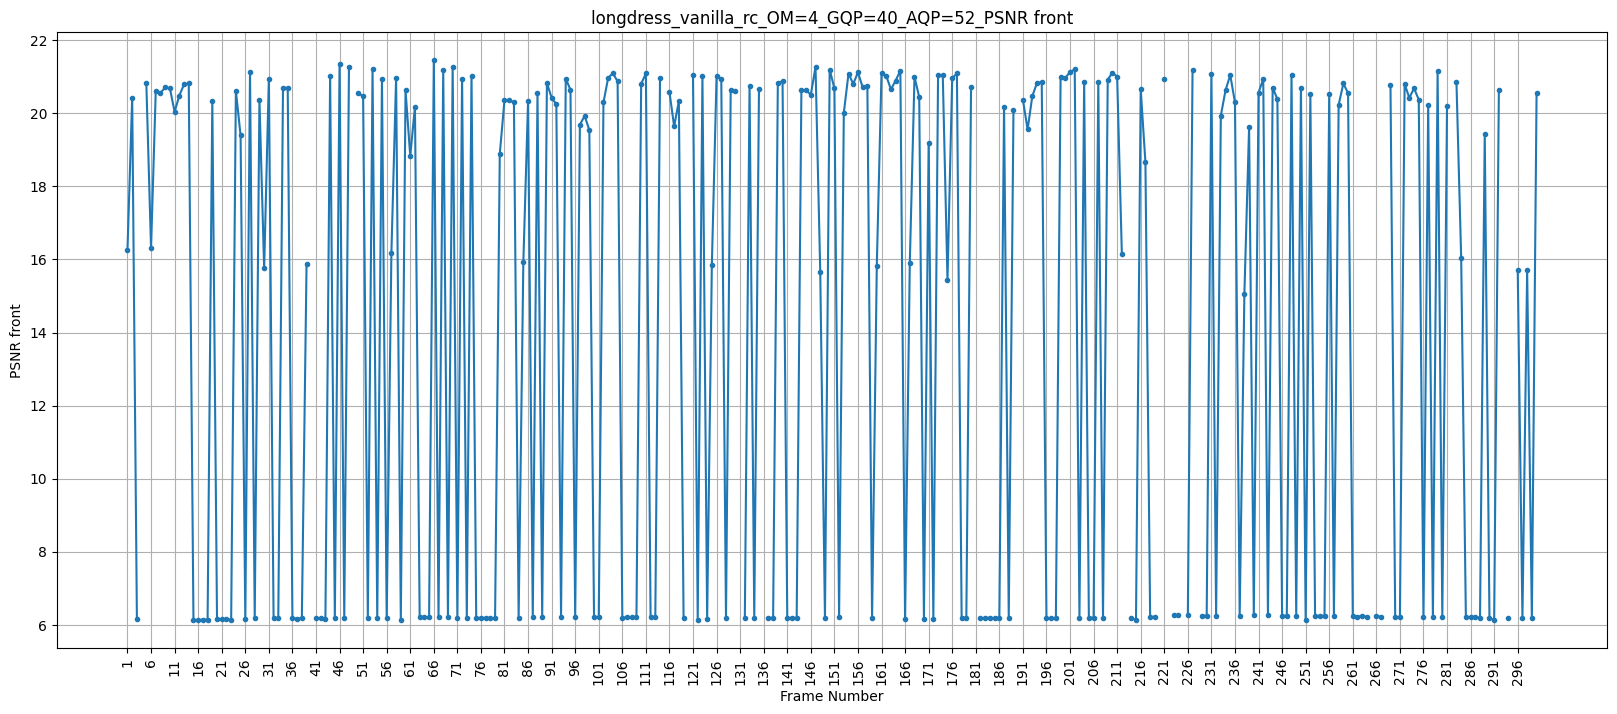 longdress_vanilla_rc_OM=4_GQP=40_AQP=52_PSNR front
22
20
18
16
14
12
10
8
6
PSNR front
1 6 11 16 21 26 31 36 41 46 51 56 61 66 71 76 81 86 91 96 101 106 111 116 121 126 131 136 141 146 151 156 161 166 171 176 181 186 191 196 201 206 211 216 221 226 231 236 241 246 251 256 261 266 271 276 281 286 291 296
Frame Number